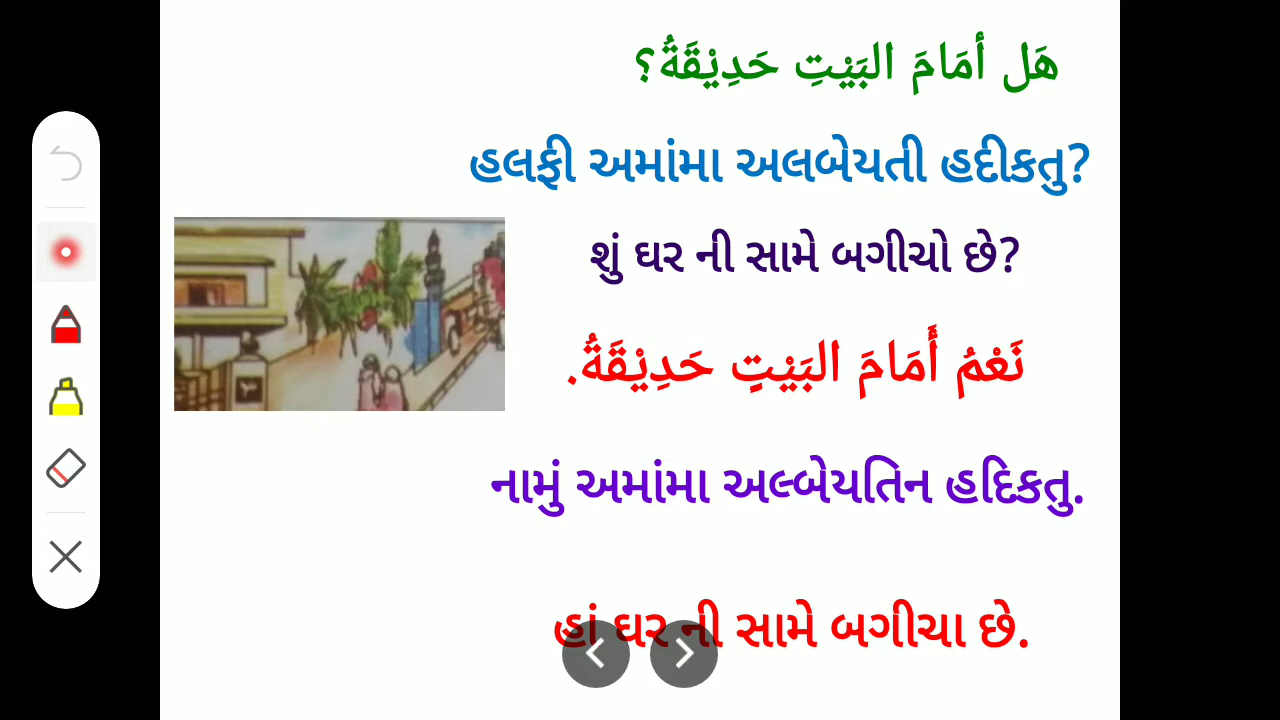 هَل أمَامَ البَيْتِ حَدِيْقَةُ؟
હલફી અમાંમા અલબેયતી હદીકતુ?
શું ઘર ની સામે બગીચો છે?
نَعْمُ أَمَامَ البَيْتٍ حَدِيْقَةُ.
નામું અમાંમા અલ્બેયતિન હદિકતુ.
હાં ઘર ની સામે બગીચા છે.